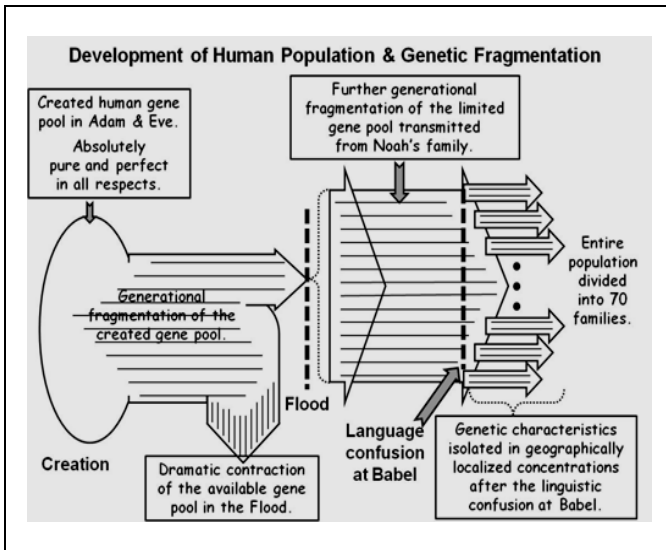 Development of Human Population & Genetic Fragmentation
Created human gene
pool in Adam & Eve.
Absolutely
pure and perfect
in all respects.
Further generational
fragmentation of the limited
gene pool transmitted
from Noah's family.
Generational
fragmentation of the
created gene pool.
Entire
population
divided
into 70
families.
Flood
Creation
Language
confusion
at Babel
Dramatic contraction
of the available gene
pool in the Flood.
Genetic characteristics
isolated in geographically
localized concentrations
after the linguistic
confusion at Babel.